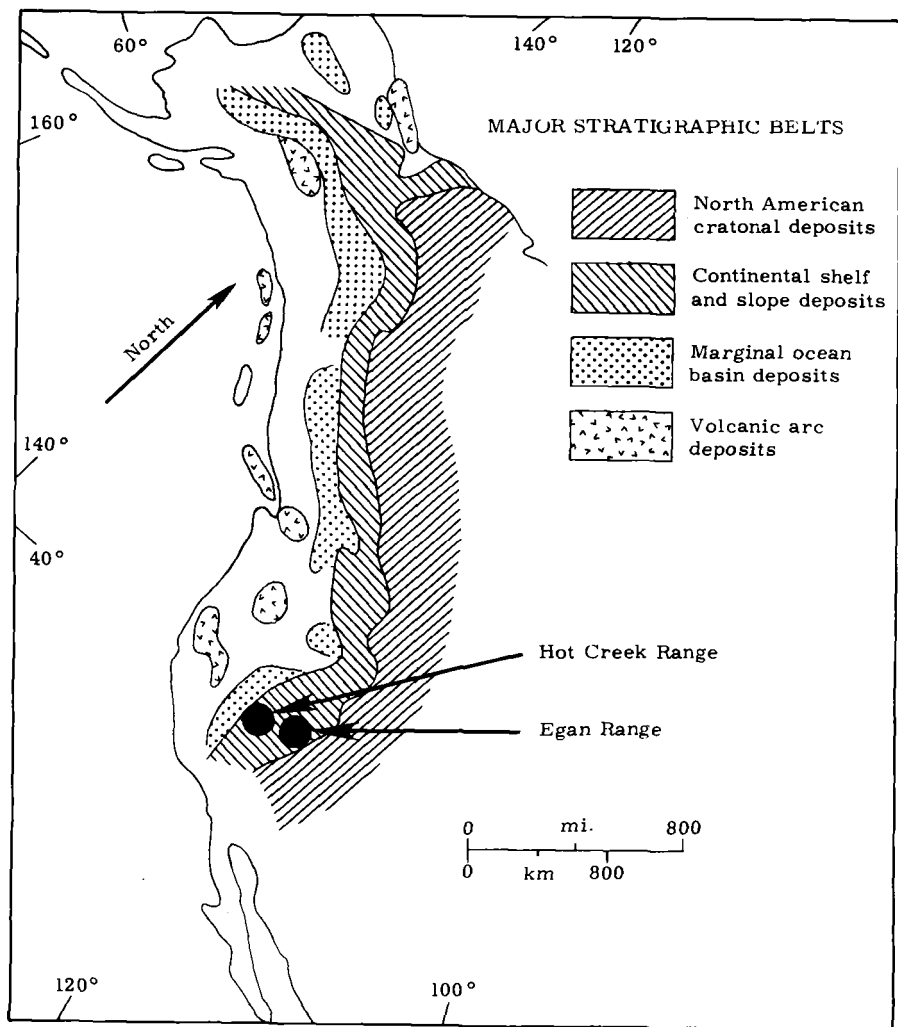 60°
140°
120°
160°
MAJOR STRATIGRAPHIC BELTS
North American
cratonal deposits
Continental shelf
and slope deposits
North
Marginal ocean
basin deposits
Volcanic arc
deposits
140°
40°
Hot Creek Range
Egan Range
0 mi. 800
0 km 800
120°
100°